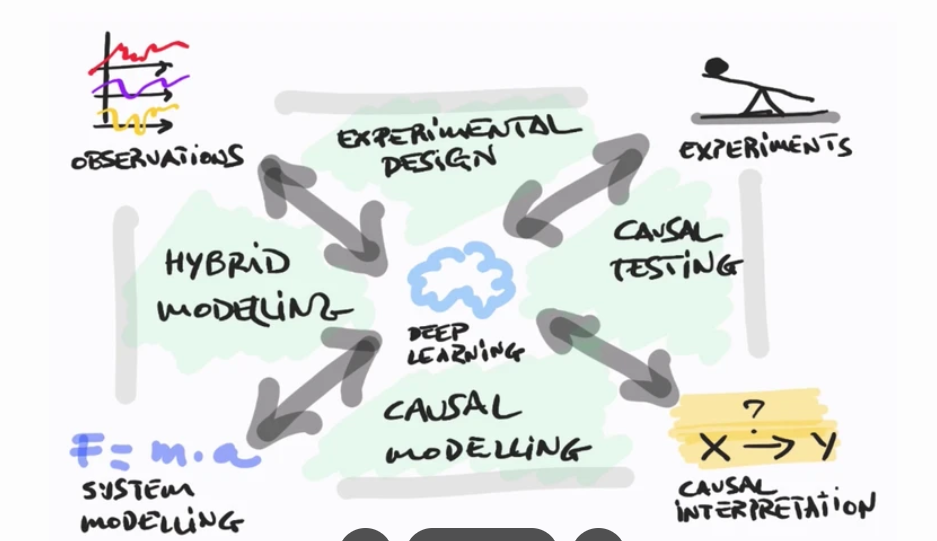 OBSERVATIONS
EXPERIMENTAL
DESIGN
EXPERIMENTS
HYBRID
MODELLING
CAUSAL
TESTING
DEEP
LEARNING
CAUSAL
MODELLING
F = m·a
SYSTEM
MODELLING
?
X → Y
CAUSAL
INTERPRETATION